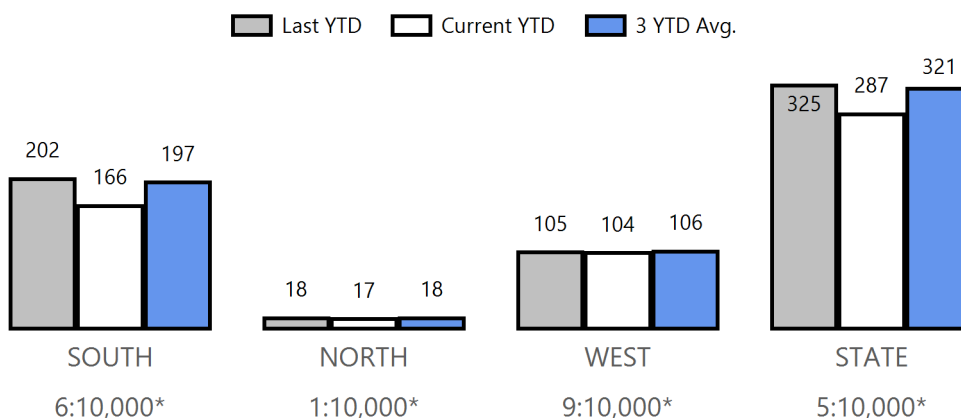 Last YTD Current YTD 3 YTD Avg.
202 166 197
18 17 18
105 104 106
325 287 321
SOUTH NORTH WEST STATE
6:10,000* 1:10,000* 9:10,000* 5:10,000*